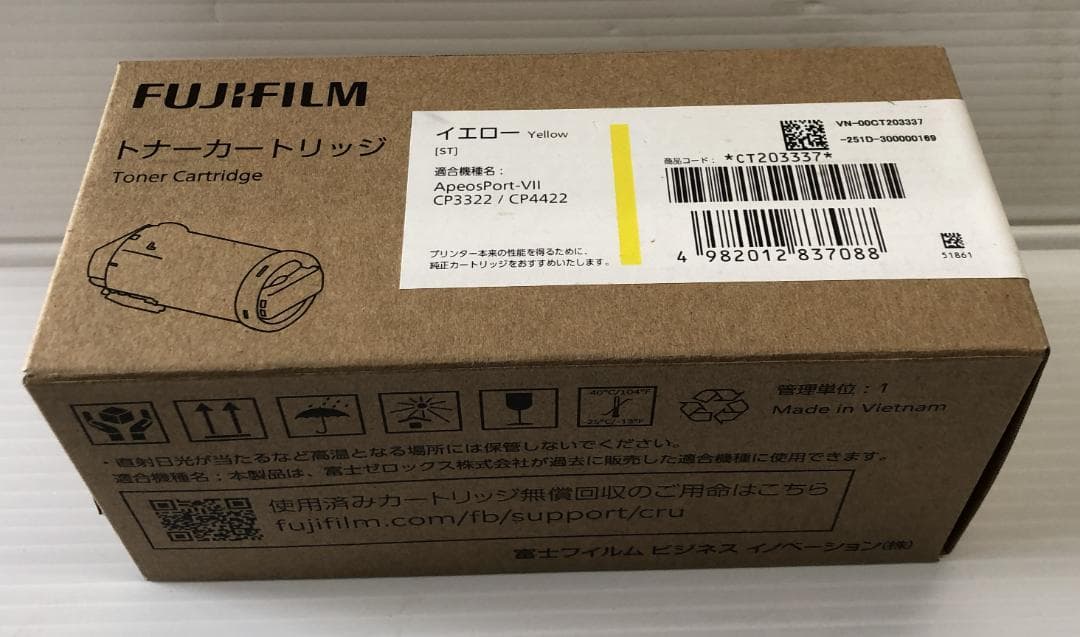 FUJIFILM
トナーカートリッジ
Toner Cartridge
イエロー Yellow
[ST]
適合機種名：
ApeosPort-VII
CP3322 / CP4422
プリンター本来の性能を得るために、
純正カートリッジをおすすめいたします。
VN-00CT203337
-251D-300000169
商品コード： *CT203337*
4 982012 837088
51861
40°C/104°F
-25°C/-13°F
管理単位：1
Made in Vietnam
・直射日光が当たるなど高温となる場所には保管しないでください。
適合機種名；本製品は、富士ゼロックス株式会社が過去に販売した適合機種に使用できます。
使用済みカートリッジ無償回収のご用命はこちら
fujifilm.com/fb/support/cru
富士フイルム ビジネス イノベーション(株)